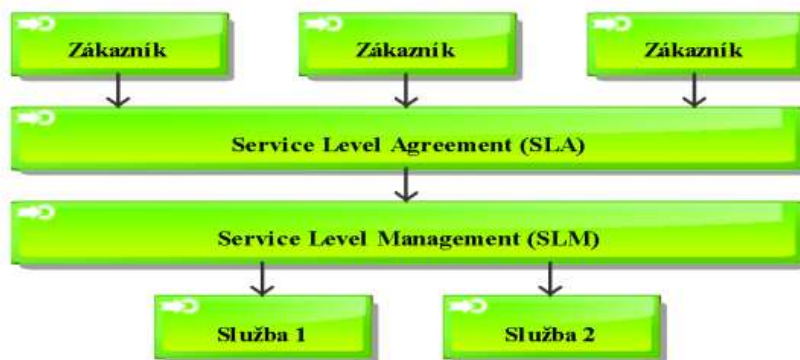 Zákazník
Zákazník
Zákazník
Service Level Agreement (SLA)
Service Level Management (SLM)
Služba 1
Služba 2